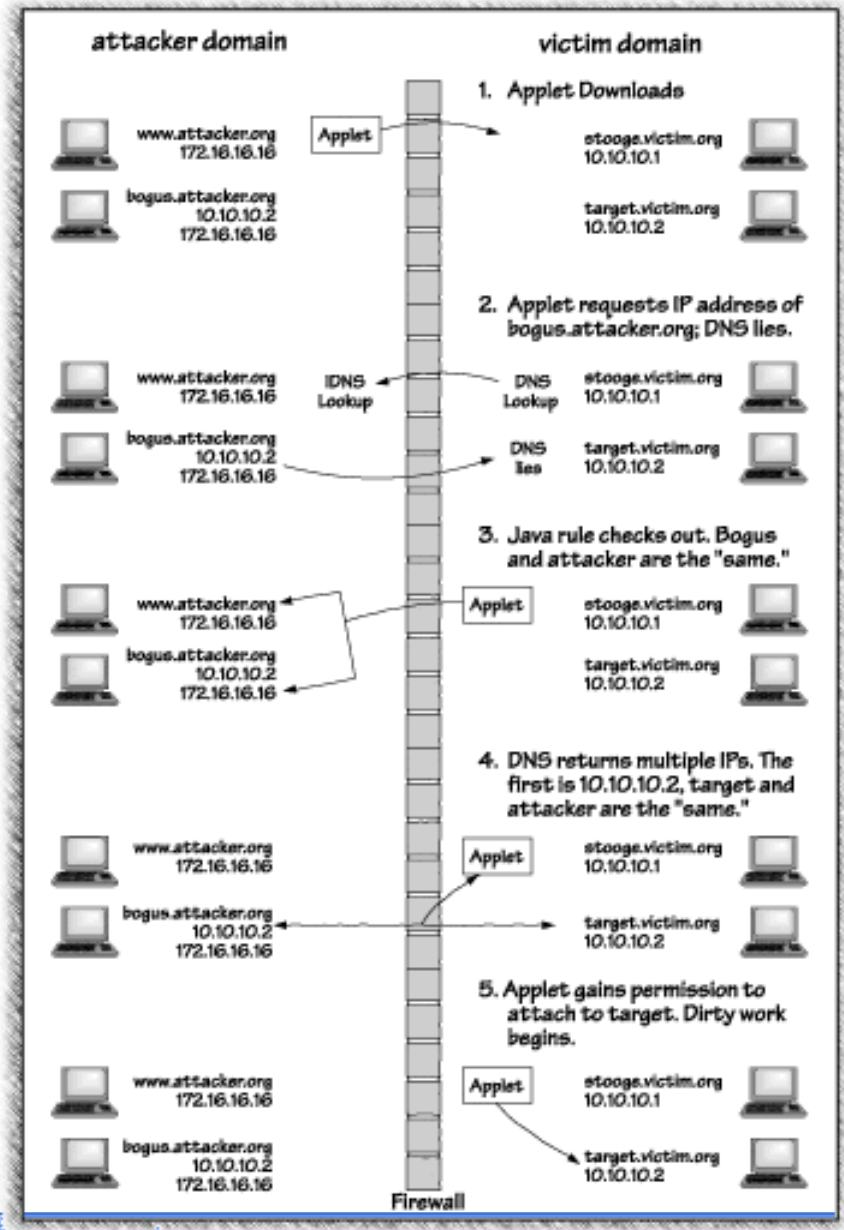 attacker domain
victim domain
1. Applet Downloads
www.attacker.org
172.16.16.16
Applet
stooge.victim.org
10.10.10.1
bogus.attacker.org
10.10.10.2
172.16.16.16
target.victim.org
10.10.10.2
2. Applet requests IP address of
bogus.attacker.org; DNS lies.
www.attacker.org
172.16.16.16
IDNS
Lookup
DNS
Lookup
stooge.victim.org
10.10.10.1
bogus.attacker.org
10.10.10.2
172.16.16.16
DNS
lies
target.victim.org
10.10.10.2
3. Java rule checks out. Bogus
and attacker are the "same."
www.attacker.org
172.16.16.16
Applet
stooge.victim.org
10.10.10.1
bogus.attacker.org
10.10.10.2
172.16.16.16
target.victim.org
10.10.10.2
4. DNS returns multiple IPs. The
first is 10.10.10.2, target and
attacker are the "same."
www.attacker.org
172.16.16.16
Applet
stooge.victim.org
10.10.10.1
bogus.attacker.org
10.10.10.2
172.16.16.16
target.victim.org
10.10.10.2
5. Applet gains permission to
attach to target. Dirty work
begins.
www.attacker.org
172.16.16.16
Applet
stooge.victim.org
10.10.10.1
bogus.attacker.org
10.10.10.2
172.16.16.16
target.victim.org
10.10.10.2
Firewall